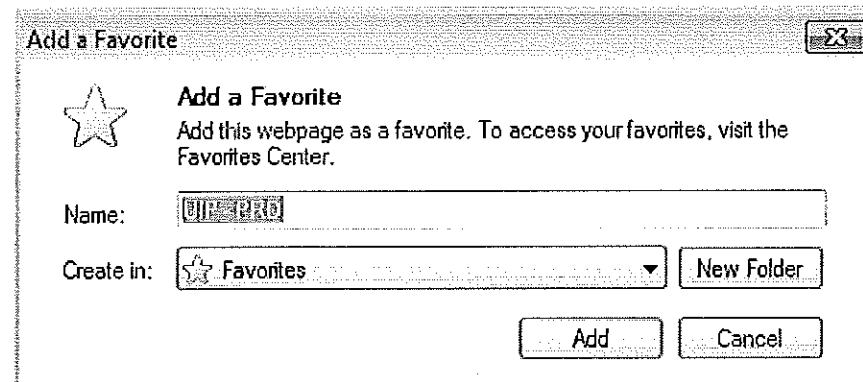 Add a Favorite
Add a Favorite
Add this webpage as a favorite. To access your favorites, visit the
Favorites Center.
Name:
Create in: Favorites New Folder
Add Cancel